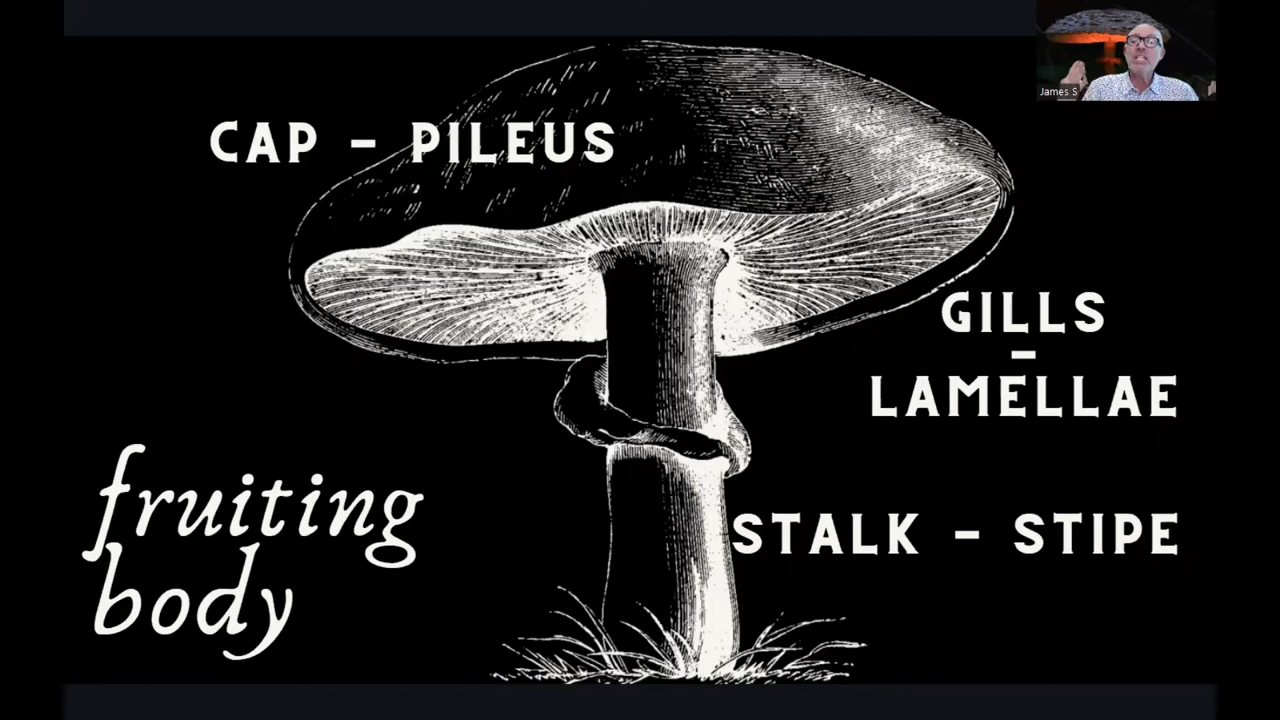 James S
CAP – PILEUS
GILLS
–
LAMELLAE
STALK – STIPE
fruiting
body